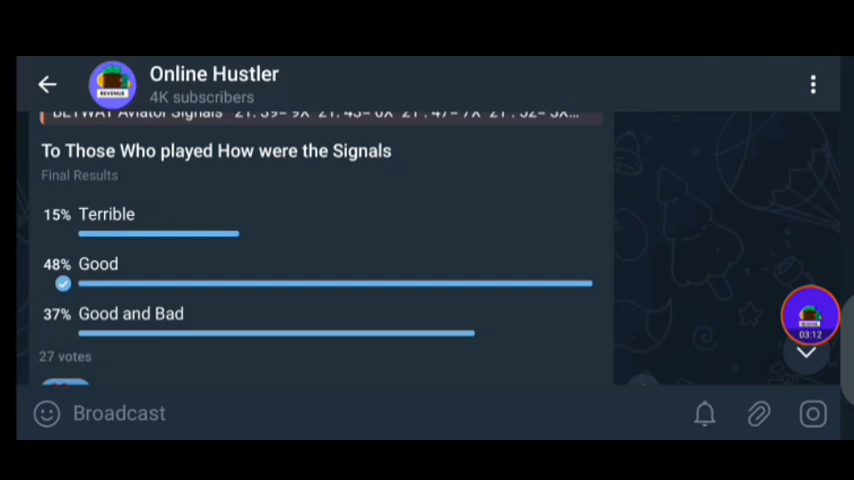 Online Hustler
4K subscribers
BETWAY Aviator Signals 21: 39= 9X 21: 43= 6X 21 : 47= 7X 21 : 52= 5X...
To Those Who played How were the Signals
Final Results
15% Terrible
48% Good
37% Good and Bad
27 votes
REVENUE
03:12
Broadcast